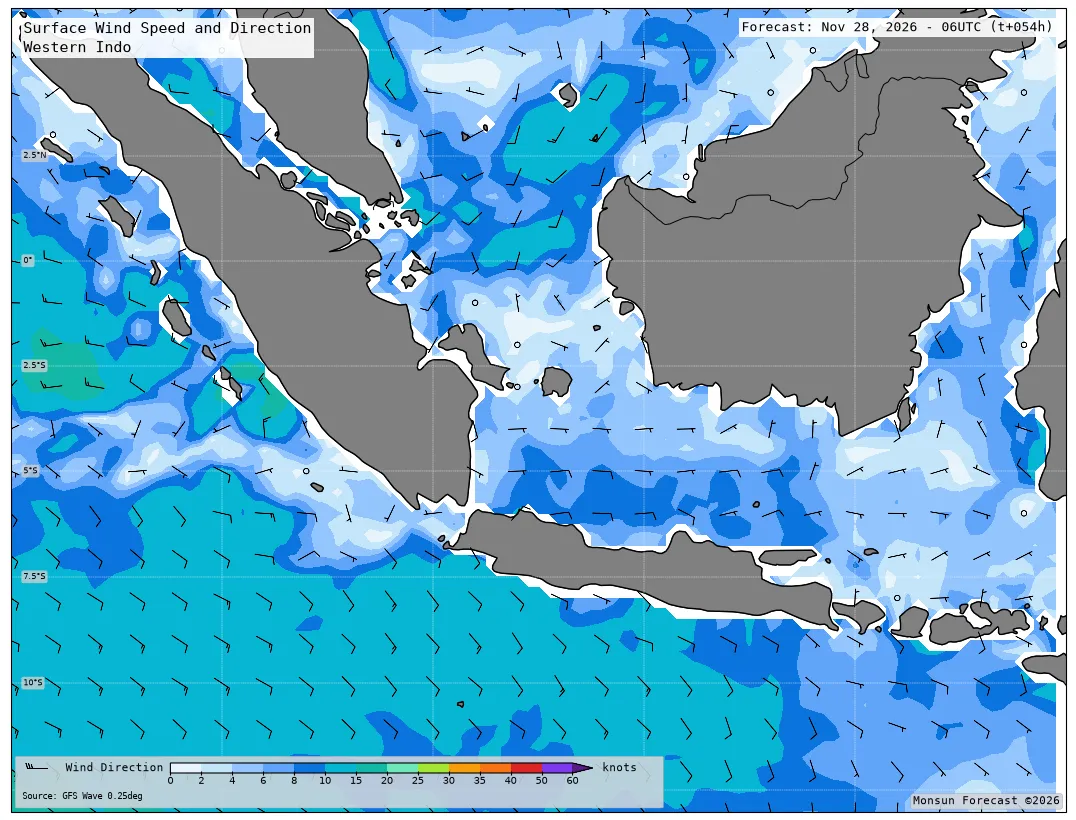 Surface Wind Speed and Direction
Western Indo
Forecast: Nov 28, 2026 - 06UTC (t+054h)
2.5°N
0°
2.5°S
5°S
7.5°S
10°S
Wind Direction
0 2 4 6 8 10 15 20 25 30 35 40 50 60
knots
Source: GFS Wave 0.25deg
Monsun Forecast ©2026